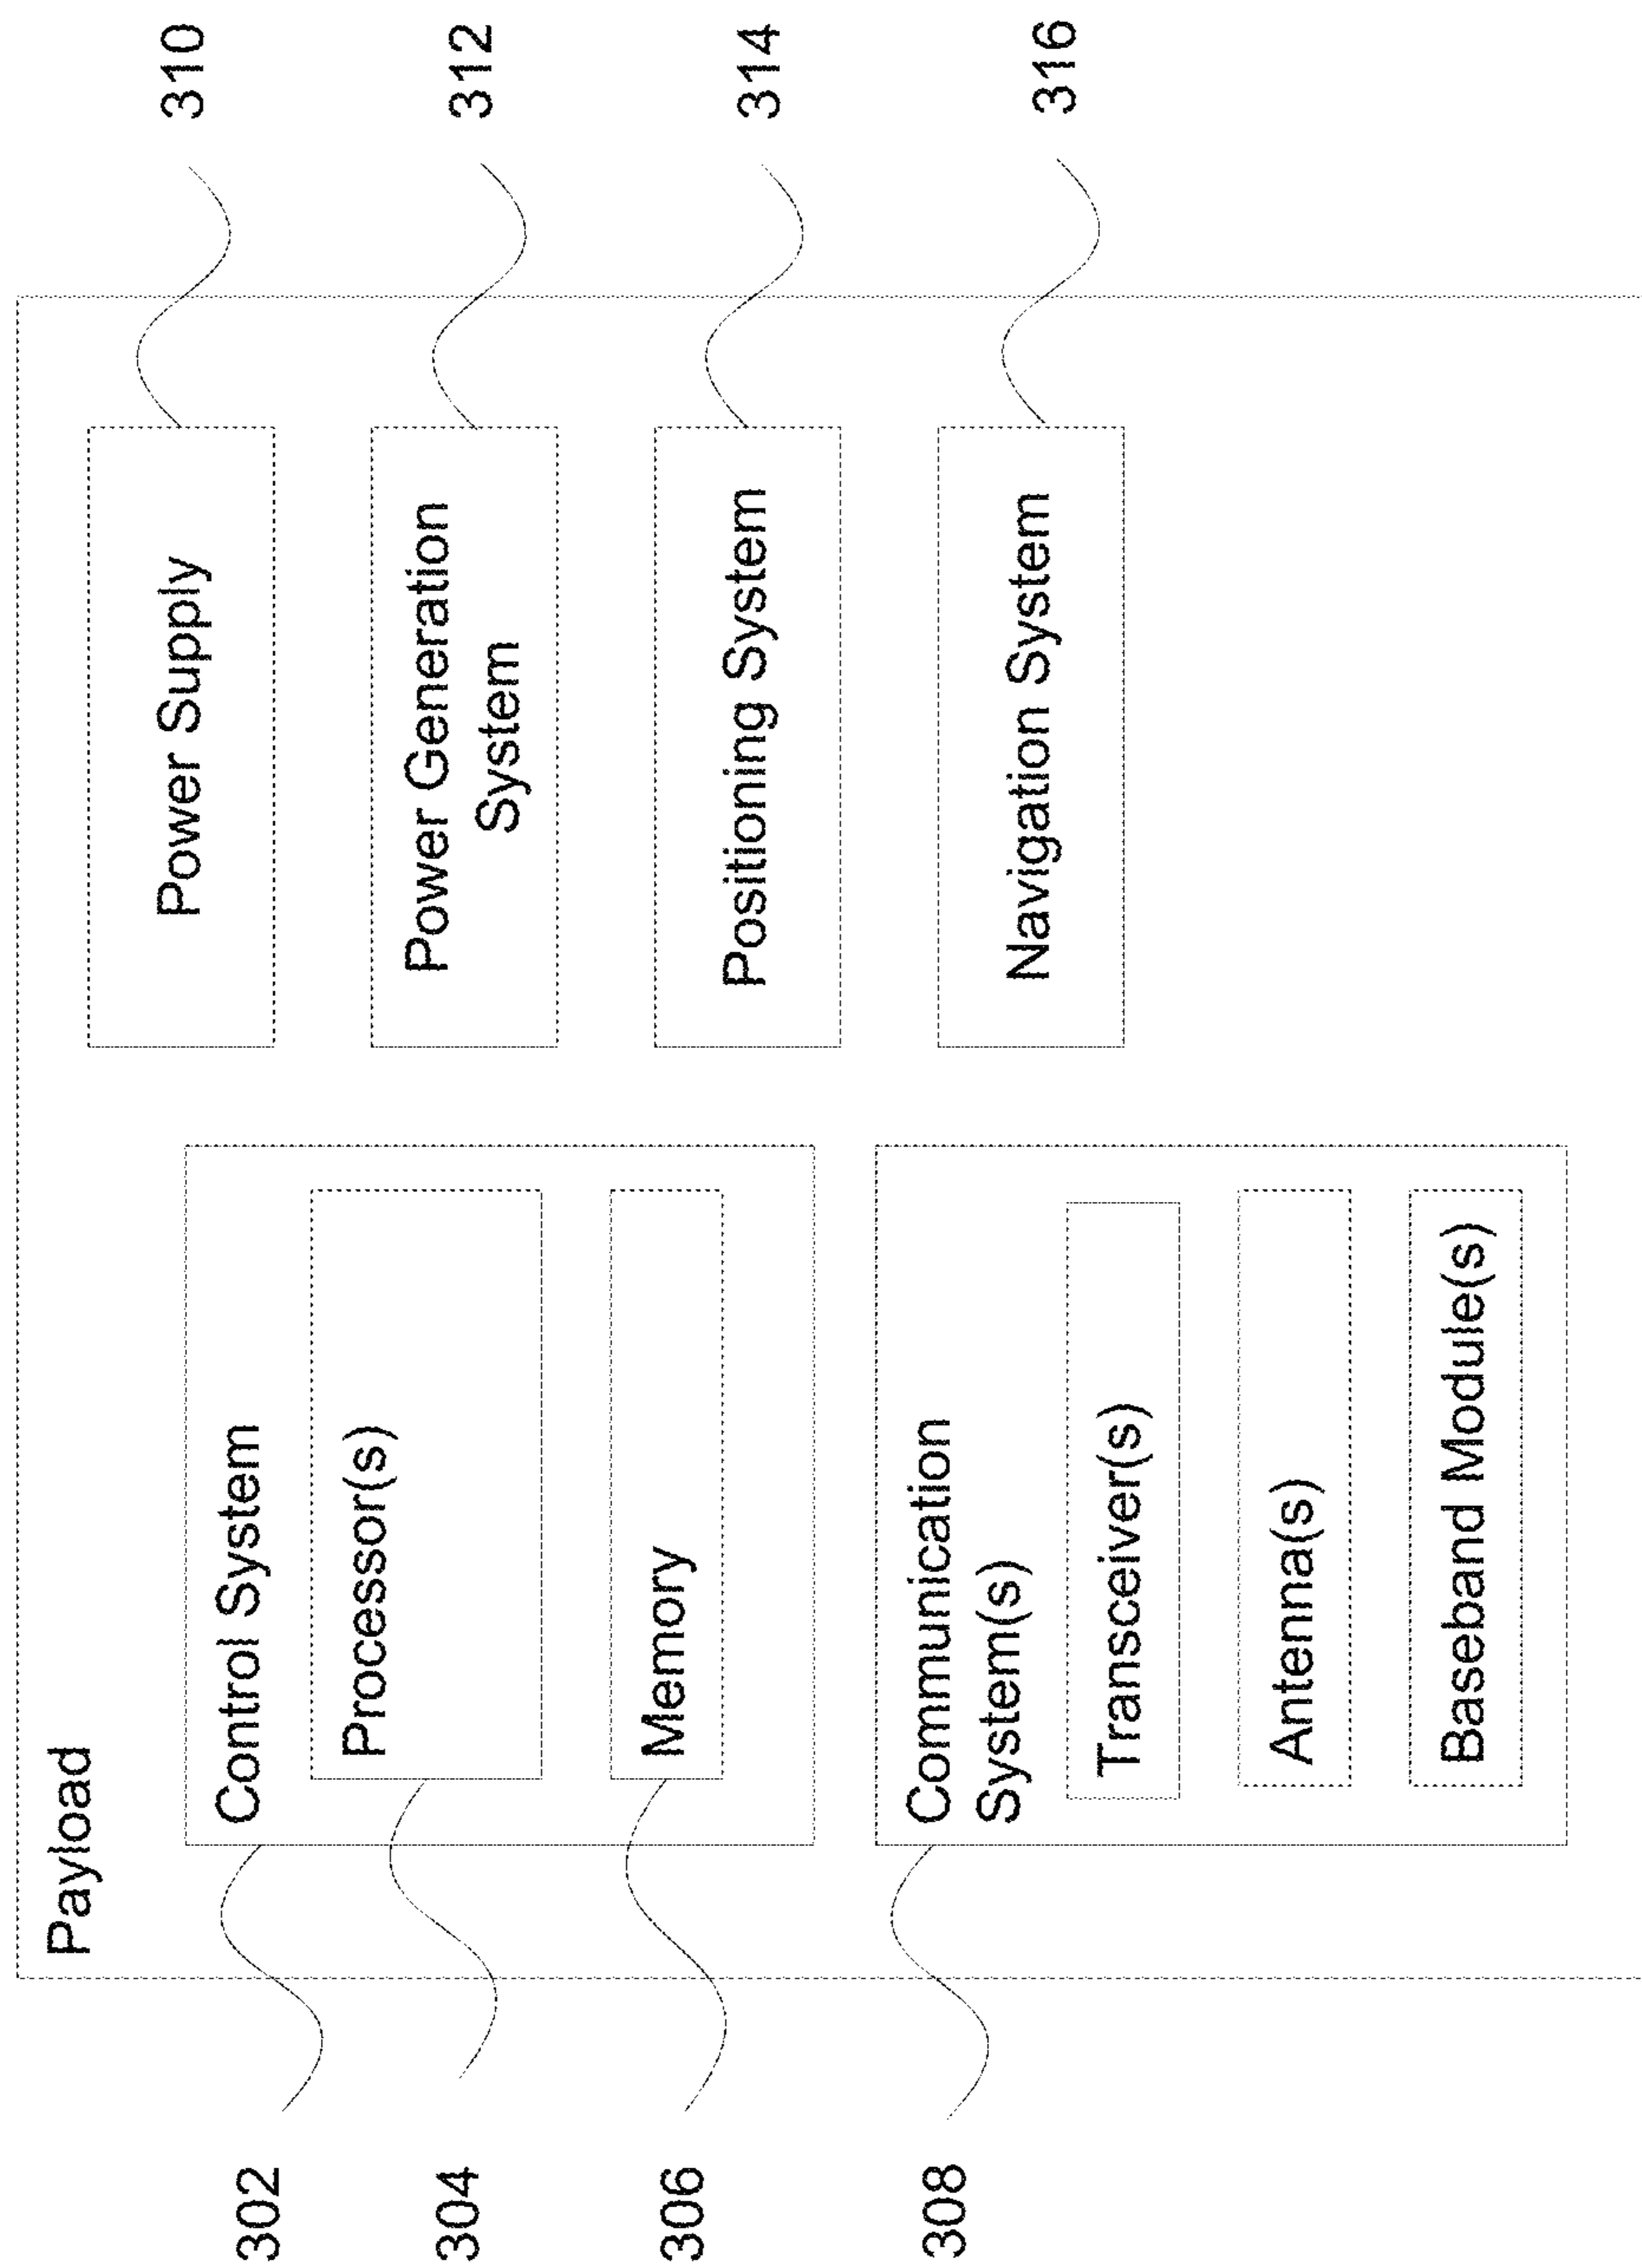 Payload
302
Control System
304
Processor(s)
306
Memory
308
Communication
System(s)
Transceiver(s)
Antenna(s)
Baseband Module(s)
Power Supply
310
Power Generation
System
312
Positioning System
314
Navigation System
316